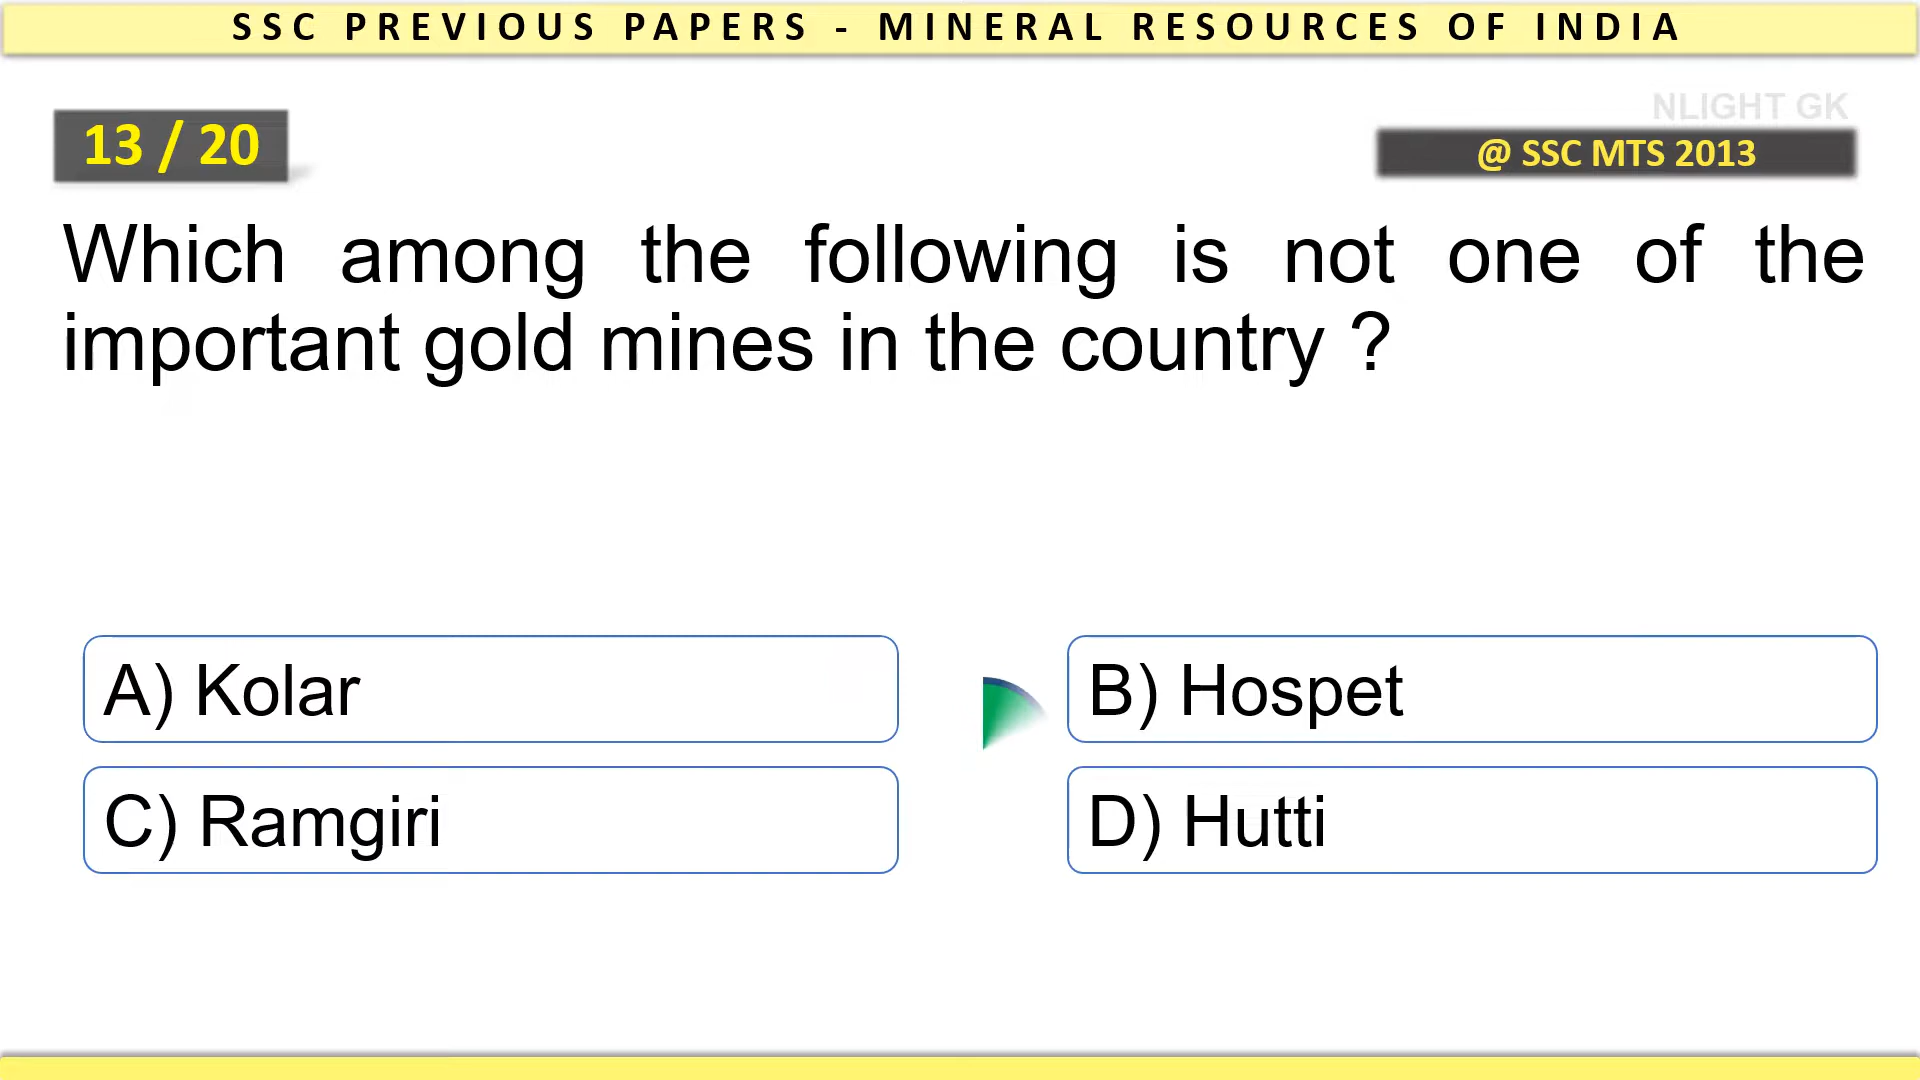 SSC PREVIOUS PAPERS - MINERAL RESOURCES OF INDIA
NLIGHT GK
13 / 20
@ SSC MTS 2013
Which among the following is not one of the
important gold mines in the country ?
A) Kolar
B) Hospet
C) Ramgiri
D) Hutti